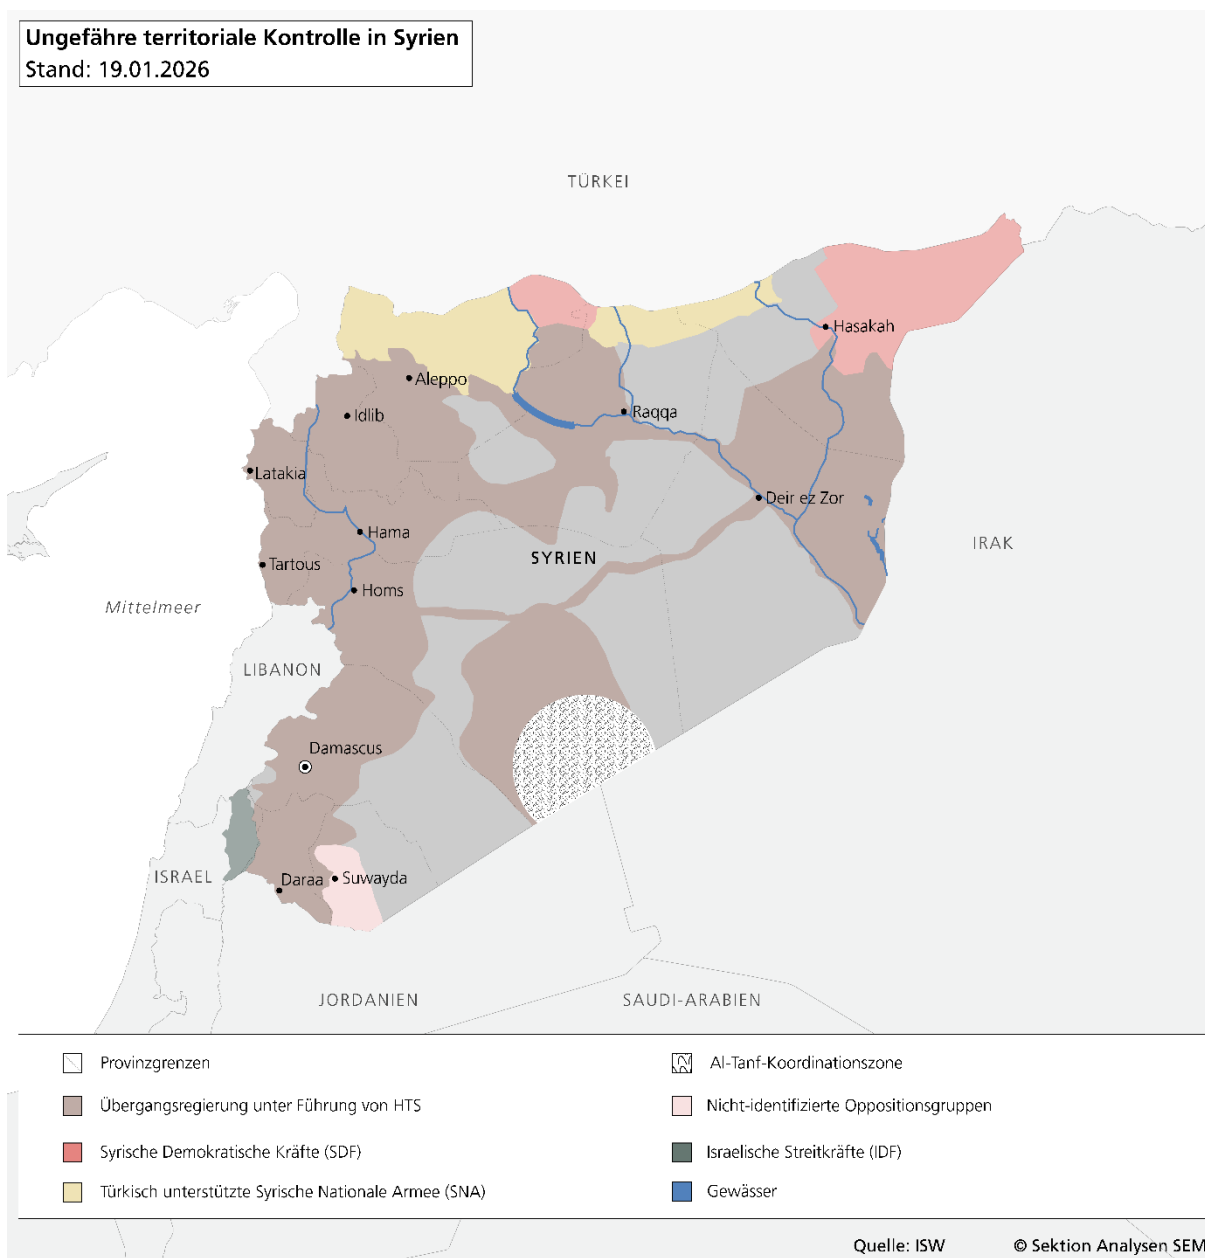 Ungefähre territoriale Kontrolle in Syrien
Stand: 19.01.2026
TÜRKEI
Hasakah
Aleppo
Idlib
Raqqa
Latakia
Deir ez Zor
Hama
IRAK
SYRIEN
Tartous
Homs
Mittelmeer
LIBANON
Damascus
ISRAEL
Daraa
Suwayda
JORDANIEN
SAUDI-ARABIEN
Provinzgrenzen
Al-Tanf-Koordinationszone
Übergangsregierung unter Führung von HTS
Nicht-identifizierte Oppositionsgruppen
Syrische Demokratische Kräfte (SDF)
Israelische Streitkräfte (IDF)
Türkisch unterstützte Syrische Nationale Armee (SNA)
Gewässer
Quelle: ISW
© Sektion Analysen SEM